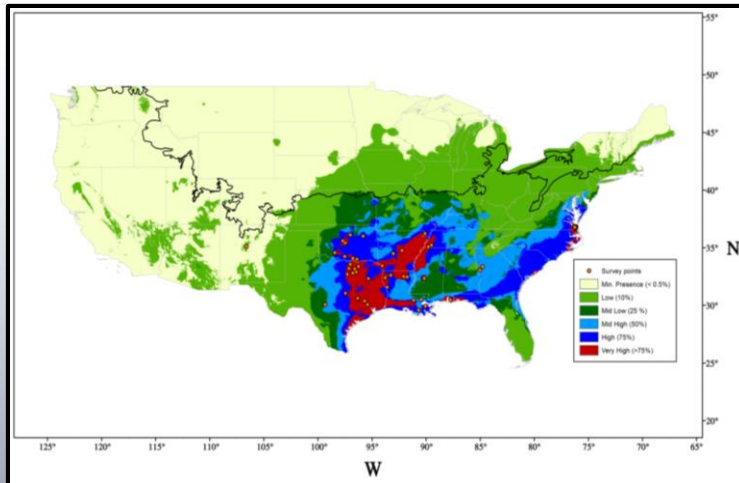 55°
50°
N
45°
40°
35°
30°
25°
20°
Survey points
Min. Presence (< 0.5%)
Low (10%)
Mid Low (25 %)
Mid High (50%)
High (75%)
Very High (>75%)
125° 120° 115° 110° 105° 100° 95° 90° 85° 80° 75° 70° 65°
W